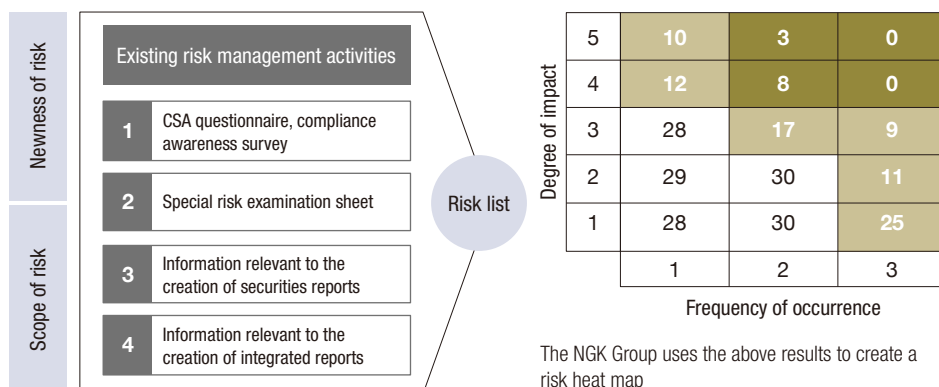 Newness of risk
Scope of risk
Existing risk management activities
1
CSA questionnaire, compliance
awareness survey
2
Special risk examination sheet
3
Information relevant to the
creation of securities reports
4
Information relevant to the
creation of integrated reports
Risk list
Degree of impact
5 10 3 0
4 12 8 0
3 28 17 9
2 29 30 11
1 28 30 25
1 2 3
Frequency of occurrence
The NGK Group uses the above results to create a
risk heat map